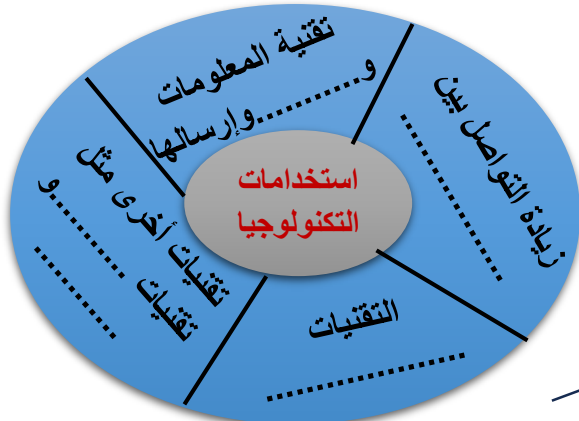 استخدامات
التكنولوجيا
تقنية المعلومات
و............وإرسالها
زيادة التواصل بين
......................
التقنيات
......................
تقنيات أخرى مثل
تقنيات ..........و
............